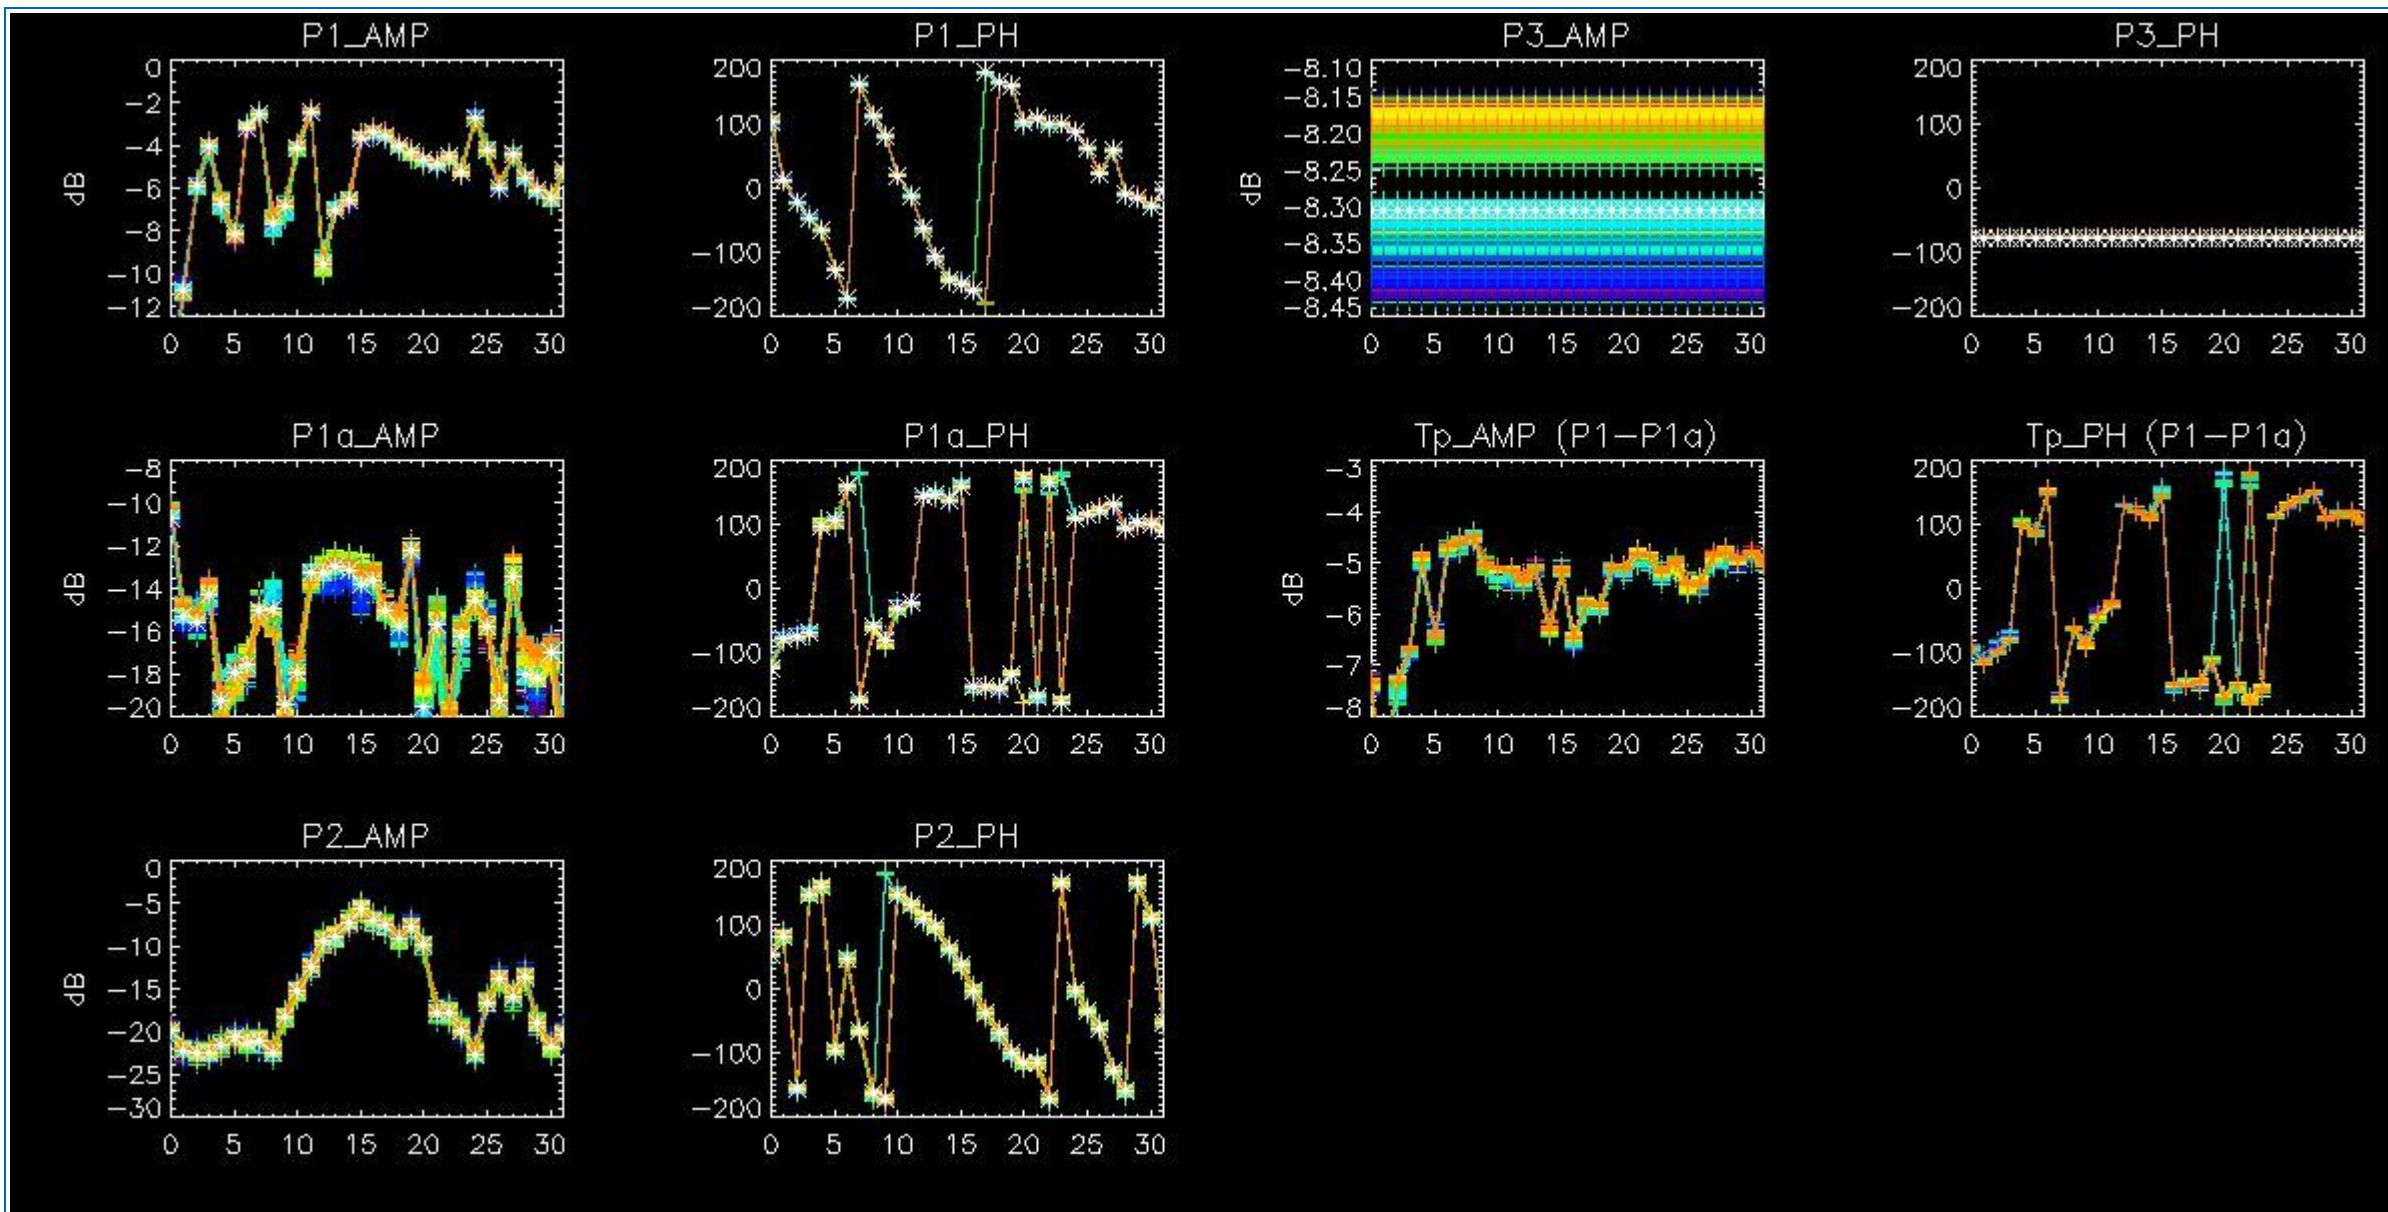 P1_AMP
0
−2
−4
−6
−8
−10
−12
dB
0 5 10 15 20 25 30
P1_PH
200
100
0
−100
−200
0 5 10 15 20 25 30
P3_AMP
−8.10
−8.15
−8.20
−8.25
−8.30
−8.35
−8.40
−8.45
dB
0 5 10 15 20 25 30
P3_PH
200
100
0
−100
−200
0 5 10 15 20 25 30
P1a_AMP
−8
−10
−12
−14
−16
−18
−20
dB
0 5 10 15 20 25 30
P1a_PH
200
100
0
−100
−200
0 5 10 15 20 25 30
Tp_AMP (P1−P1a)
−3
−4
−5
−6
−7
−8
dB
0 5 10 15 20 25 30
Tp_PH (P1−P1a)
200
100
0
−100
−200
0 5 10 15 20 25 30
P2_AMP
0
−5
−10
−15
−20
−25
−30
dB
0 5 10 15 20 25 30
P2_PH
200
100
0
−100
−200
0 5 10 15 20 25 30